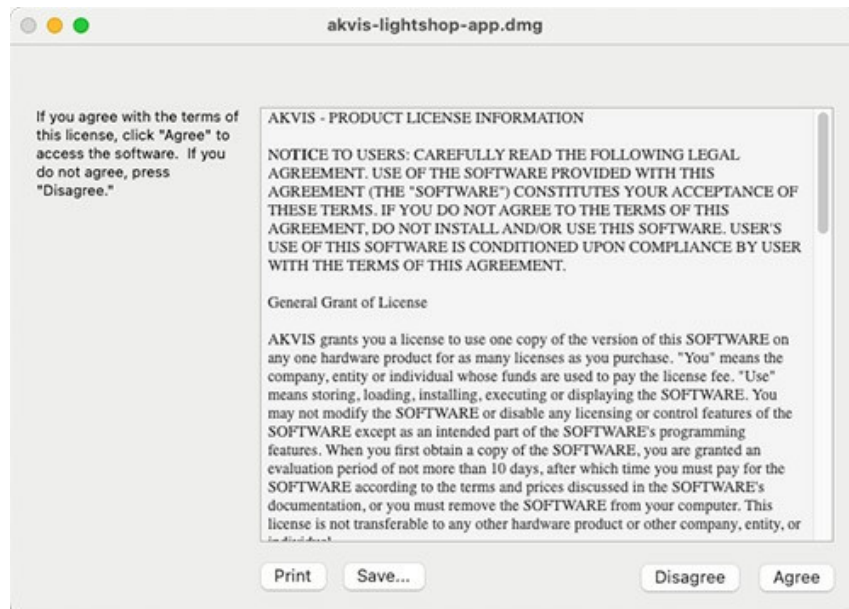 akvis-lightshop-app.dmg
If you agree with the terms of
this license, click "Agree" to
access the software.  If you
do not agree, press
"Disagree."
AKVIS - PRODUCT LICENSE INFORMATION
NOTICE TO USERS: CAREFULLY READ THE FOLLOWING LEGAL
AGREEMENT. USE OF THE SOFTWARE PROVIDED WITH THIS
AGREEMENT (THE "SOFTWARE") CONSTITUTES YOUR ACCEPTANCE OF
THESE TERMS. IF YOU DO NOT AGREE TO THE TERMS OF THIS
AGREEMENT, DO NOT INSTALL AND/OR USE THIS SOFTWARE. USER'S
USE OF THIS SOFTWARE IS CONDITIONED UPON COMPLIANCE BY USER
WITH THE TERMS OF THIS AGREEMENT.
General Grant of License
AKVIS grants you a license to use one copy of the version of this SOFTWARE on
any one hardware product for as many licenses as you purchase. "You" means the
company, entity or individual whose funds are used to pay the license fee. "Use"
means storing, loading, installing, executing or displaying the SOFTWARE. You
may not modify the SOFTWARE or disable any licensing or control features of the
SOFTWARE except as an intended part of the SOFTWARE's programming
features. When you first obtain a copy of the SOFTWARE, you are granted an
evaluation period of not more than 10 days, after which time you must pay for the
SOFTWARE according to the terms and prices discussed in the SOFTWARE's
documentation, or you must remove the SOFTWARE from your computer. This
license is not transferable to any other hardware product or other company, entity, or
Print
Save...
Disagree
Agree